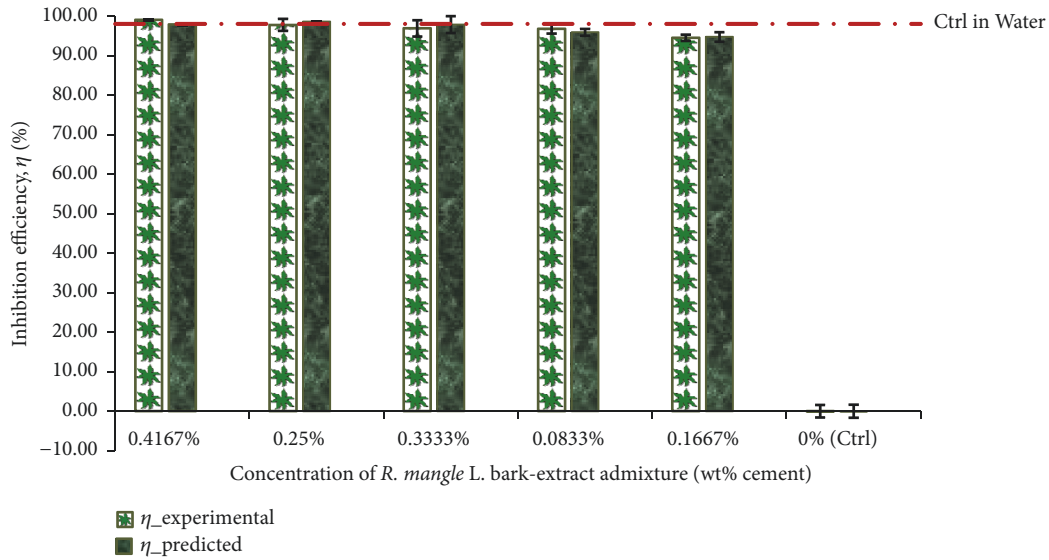 100.00
90.00
80.00
70.00
60.00
50.00
40.00
30.00
20.00
10.00
0.00
−10.00
Inhibition efficiency, η (%)
Ctrl in Water
0.4167% 0.25% 0.3333% 0.0833% 0.1667% 0% (Ctrl)
Concentration of R. mangle L. bark-extract admixture (wt% cement)
η_experimental
η_predicted